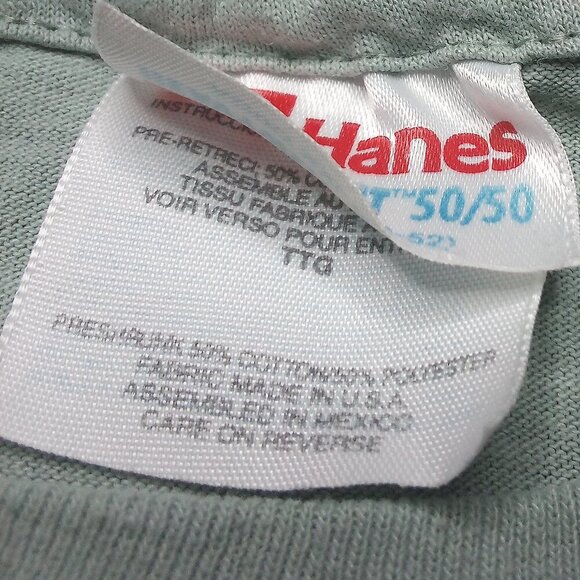 Hanes
50/50
INSTRUCCI
PRE-RETRECI. 50%
ASSEMBLE AU
TISSU FABRIQUE
VOIR VERSO POUR
TTG
PRESHRUNK 50% COTTON/50% POLYESTER
FABRIC MADE IN U.S.A
ASSEMBLED IN MEXICO
CARE ON REVERSE